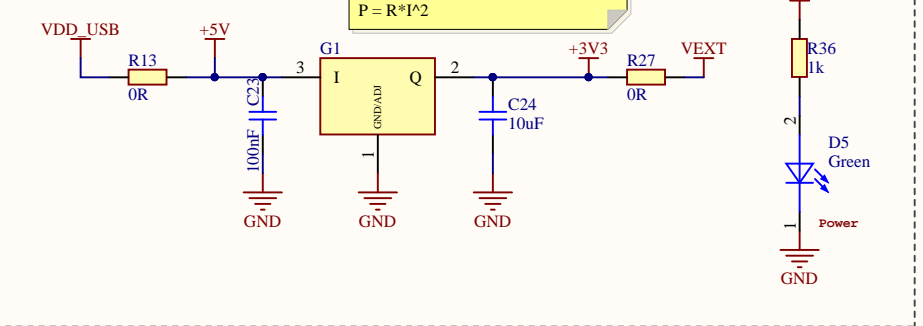 P = R*I^2
VDD_USB
+5V
G1
+3V3
VEXT
R13
0R
3
I
Q
2
R27
0R
R36
1k
C23
100nF
GND/ADJ
1
C24
10uF
2
D5
Green
1
Power
GND
GND
GND
GND